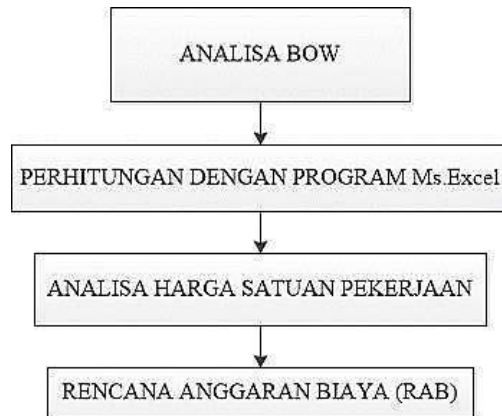 ANALISA BOW
PERHITUNGAN DENGAN PROGRAM Ms.Excel
ANALISA HARGA SATUAN PEKERJAAN
RENCANA ANGGARAN BIAYA (RAB)